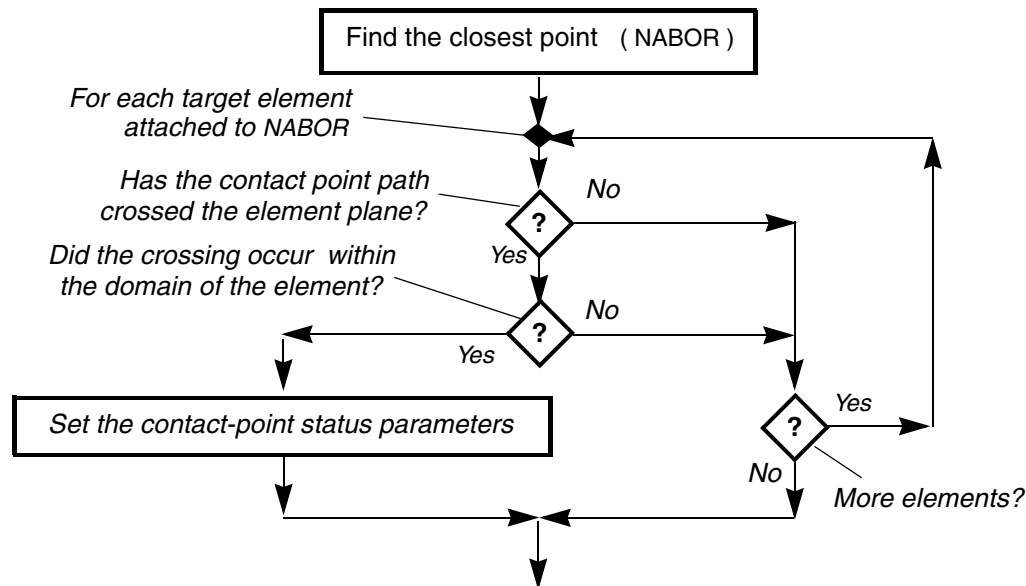 Find the closest point ( NABOR )
For each target element
attached to NABOR
Has the contact point path
crossed the element plane?
No
?
Yes
Did the crossing occur within
the domain of the element?
No
?
Yes
Set the contact-point status parameters
?
Yes
No
More elements?